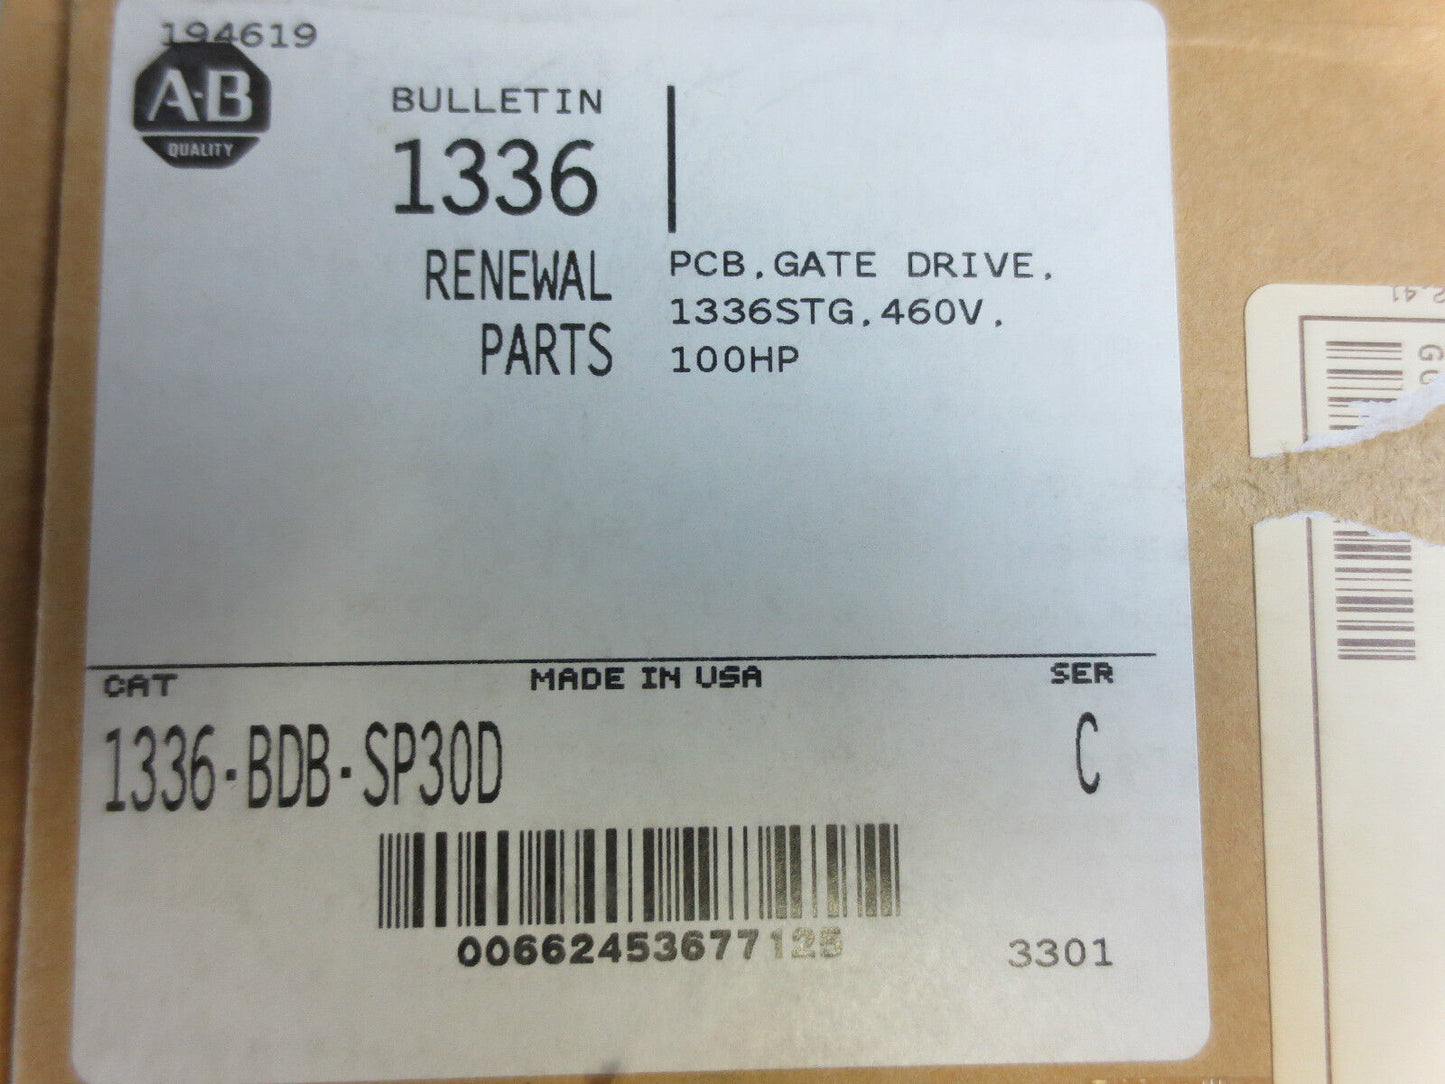 194619
A-B
QUALITY
BULLETIN
1336
RENEWAL
PARTS
PCB,GATE DRIVE,
1336STG,460V,
100HP
CAT
MADE IN USA
SER
1336-BDB-SP30D
C
00662453677125
3301